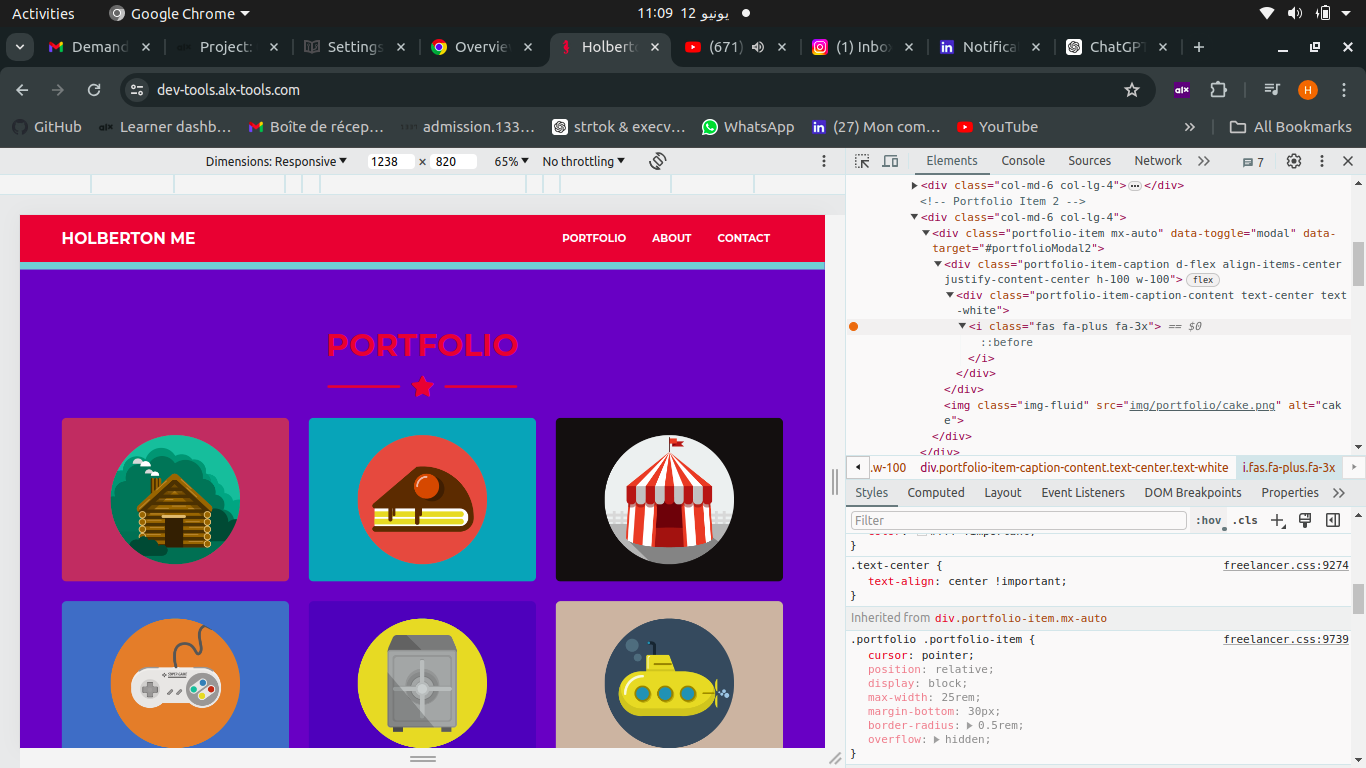 Activities
Google Chrome
11:09 12 يونيو
Demand
Project:
Settings
Overvie
Holberto
(671)
(1) Inbo
Notifica
ChatGPT
dev-tools.alx-tools.com
alx
H
GitHub
Learner dashb…
Boîte de récep…
admission.133…
strtok & execv…
WhatsApp
(27) Mon com…
YouTube
All Bookmarks
Dimensions: Responsive
1238 × 820
65%
No throttling
HOLBERTON ME
PORTFOLIO
ABOUT
CONTACT
PORTFOLIO
Elements
Console
Sources
Network
7
<div class="col-md-6 col-lg-4"> </div>
<!-- Portfolio Item 2 -->
<div class="col-md-6 col-lg-4">
<div class="portfolio-item mx-auto" data-toggle="modal" data-
target="#portfolioModal2">
<div class="portfolio-item-caption d-flex align-items-center
justify-content-center h-100 w-100"> flex
<div class="portfolio-item-caption-content text-center text
-white">
<i class="fas fa-plus fa-3x"> == $0
::before
</i>
</div>
</div>
<img class="img-fluid" src="img/portfolio/cake.png" alt="cak
e">
</div>
</div>
.w-100
div.portfolio-item-caption-content.text-center.text-white
i.fas.fa-plus.fa-3x
Styles
Computed
Layout
Event Listeners
DOM Breakpoints
Properties
Filter
:hov
.cls
}
.text-center {
freelancer.css:9274
text-align: center !important;
}
Inherited from div.portfolio-item.mx-auto
.portfolio .portfolio-item {
freelancer.css:9739
cursor: pointer;
position: relative;
display: block;
max-width: 25rem;
margin-bottom: 30px;
border-radius: 0.5rem;
overflow: hidden;
}